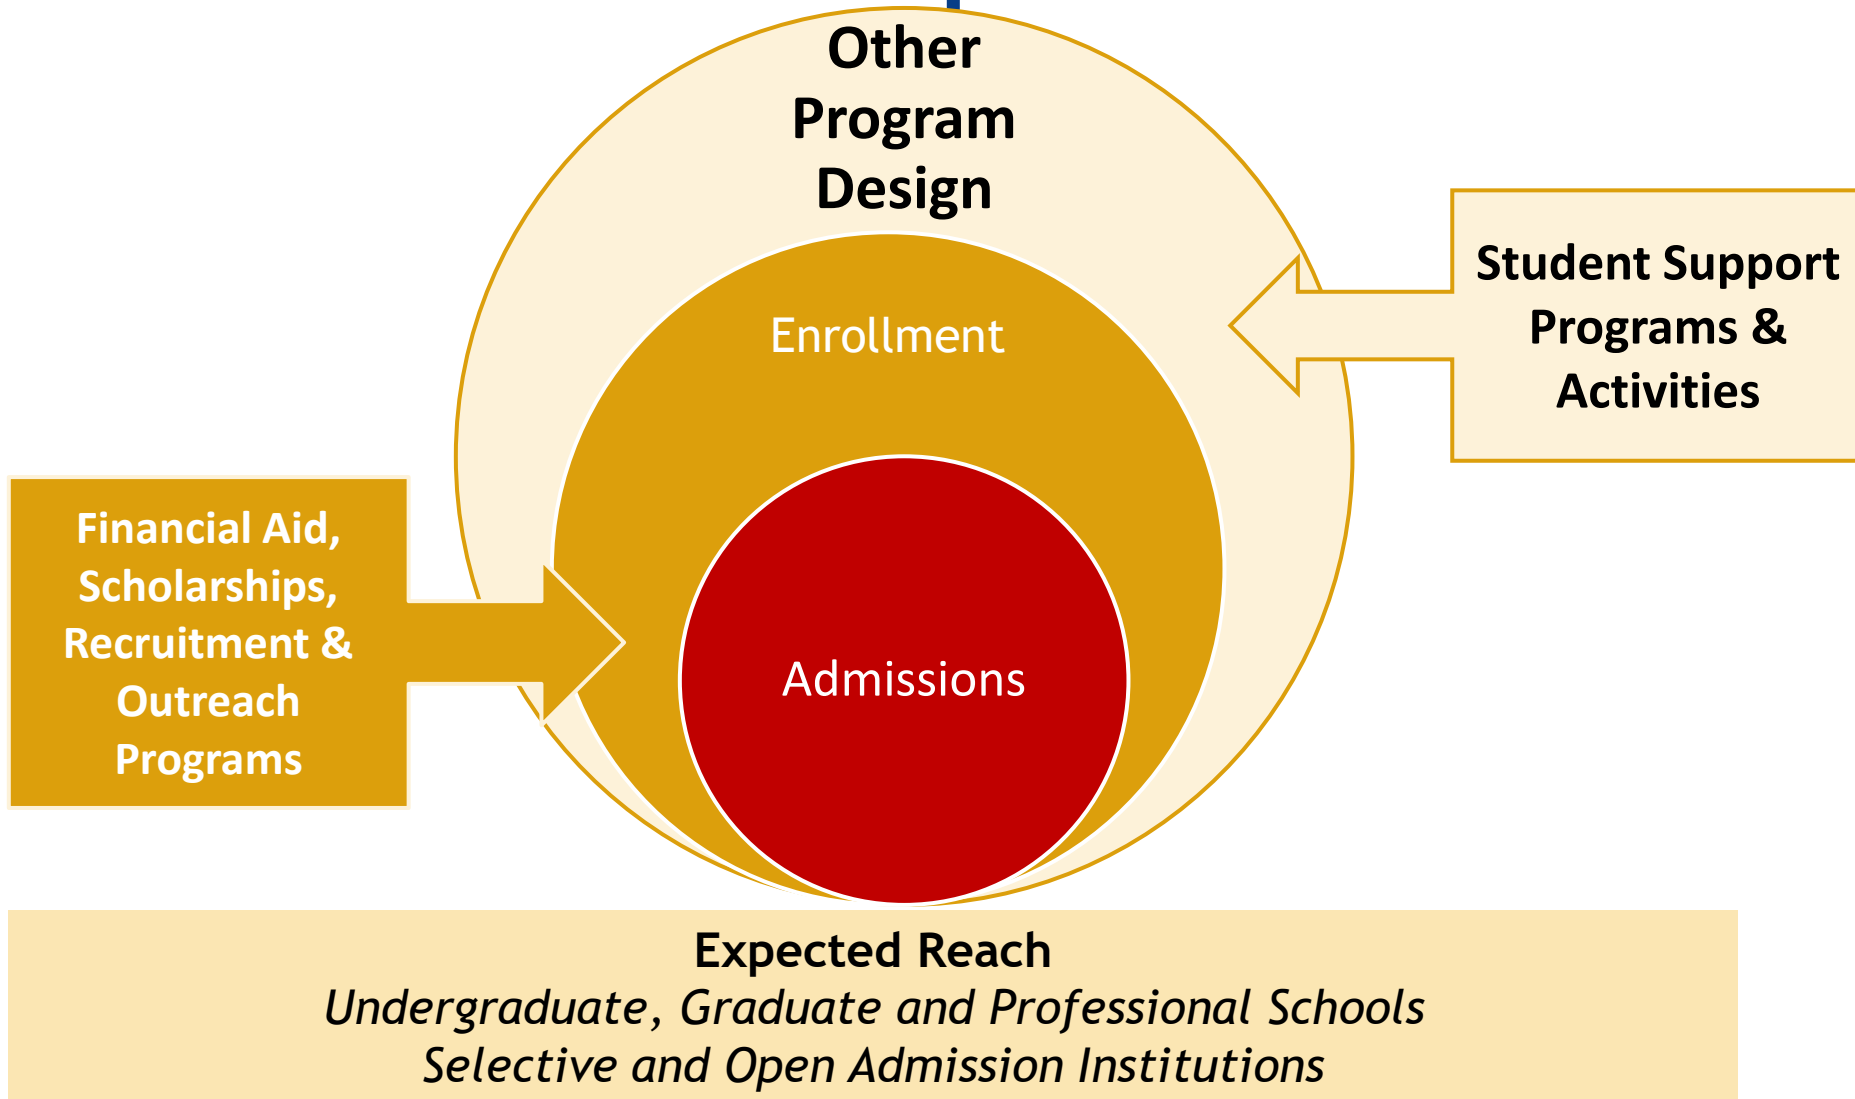 Other
Program
Design
Enrollment
Admissions
Student Support
Programs &
Activities
Financial Aid,
Scholarships,
Recruitment &
Outreach
Programs
Expected Reach
Undergraduate, Graduate and Professional Schools
Selective and Open Admission Institutions